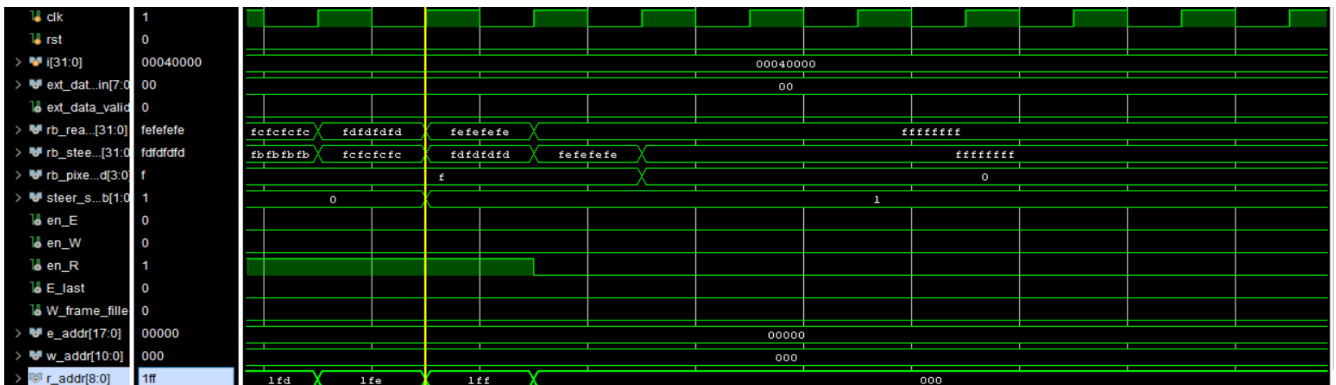 clk 1
rst 0
i[31:0] 00040000 00040000
ext_dat...in[7:0 00 00
ext_data_valid 0
rb_rea...[31:0] fefefefe fcfcfcfc fdfdfdfd fefefefe ffffffff
rb_stee...[31:0 fdfdfdfd fbfbfbfb fcfcfcfc fdfdfdfd fefefefe ffffffff
rb_pixe...d[3:0 f f 0
steer_s...b[1:0 1 0 1
en_E 0
en_W 0
en_R 1
E_last 0
W_frame_fille 0
e_addr[17:0] 00000 00000
w_addr[10:0] 000 000
r_addr[8:0] 1ff 1fd 1fe 1ff 000